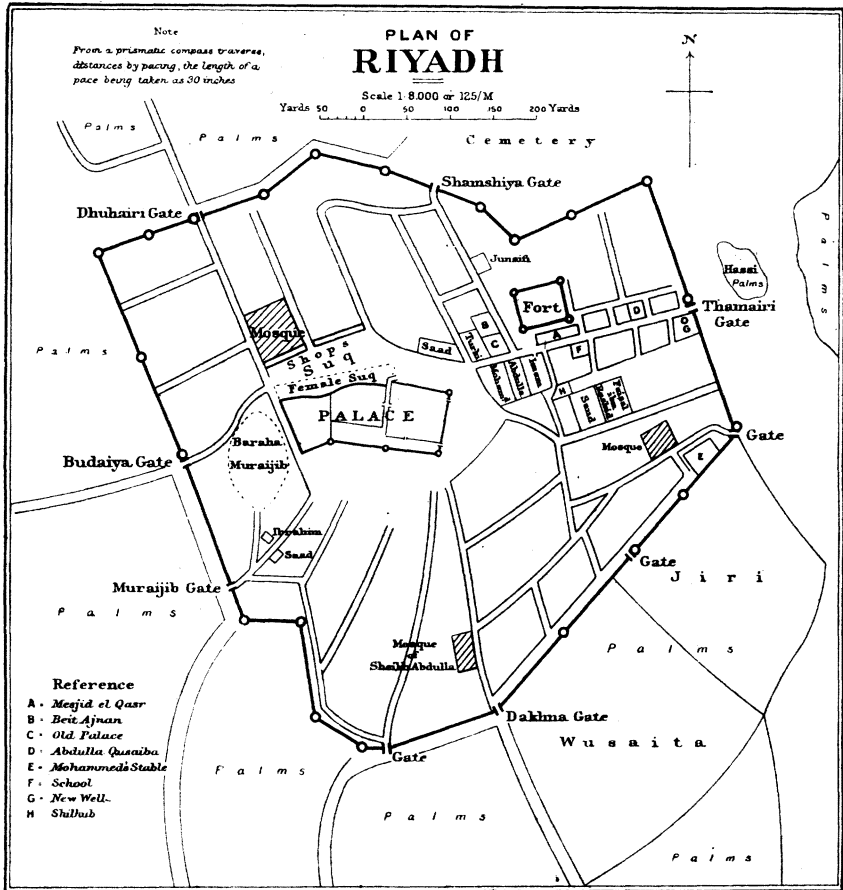 Note
From a prismatic compass traverse,
distances by pacing, the length of a
pace being taken as 30 inches
PLAN OF
RIYADH
Scale 1:8.000 or 125/M
Yards 50 0 50 100 150 200 Yards
N
Palms
Palms
Cemetery
Shamshiya Gate
Dhuhairi Gate
Palms
Junaifi
Hassi
Palms
Fort
Thamairi
Gate
D
G
A
B
C
F
Turki
Saad
Mosque
Shops
Suq
Female Suq
Palms
Mohamed
Abdulla
Imam
H
Saud
Faisal
ibn
Rashid
PALACE
Baraha
Muraijib
Budaiya Gate
Mosque
Gate
E
Ibrahim
Saad
Muraijib Gate
Gate
Jiri
Palms
Palms
Mosque
of
Sheikh Abdulla
Dakhma Gate
Wusaita
Gate
Palms
Palms
Palms
Reference
A · Mesjid el Qasr
B · Beit Ajnan
C · Old Palace
D · Abdulla Qusaiba
E · Mohammed's Stable
F · School
G · New Well
H Shilhub